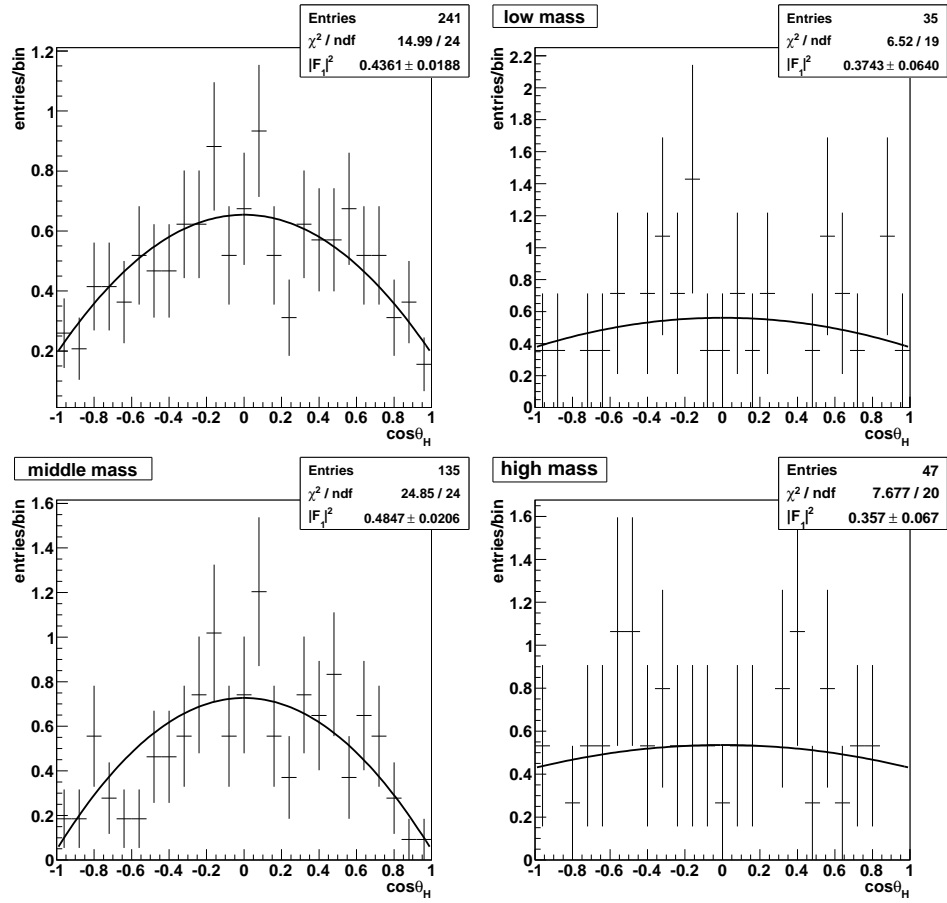 Entries 241
χ² / ndf 14.99 / 24
|F₁|² 0.4361 ± 0.0188
entries/bin
1.2
1
0.8
0.6
0.4
0.2
-1 -0.8 -0.6 -0.4 -0.2 0 0.2 0.4 0.6 0.8 1
cosθ_H
low mass
Entries 35
χ² / ndf 6.52 / 19
|F₁|² 0.3743 ± 0.0640
entries/bin
2.2
2
1.8
1.6
1.4
1.2
1
0.8
0.6
0.4
0.2
0
-1 -0.8 -0.6 -0.4 -0.2 0 0.2 0.4 0.6 0.8 1
cosθ_H
middle mass
Entries 135
χ² / ndf 24.85 / 24
|F₁|² 0.4847 ± 0.0206
entries/bin
1.6
1.4
1.2
1
0.8
0.6
0.4
0.2
0
-1 -0.8 -0.6 -0.4 -0.2 0 0.2 0.4 0.6 0.8 1
cosθ_H
high mass
Entries 47
χ² / ndf 7.677 / 20
|F₁|² 0.357 ± 0.067
entries/bin
1.6
1.4
1.2
1
0.8
0.6
0.4
0.2
0
-1 -0.8 -0.6 -0.4 -0.2 0 0.2 0.4 0.6 0.8 1
cosθ_H